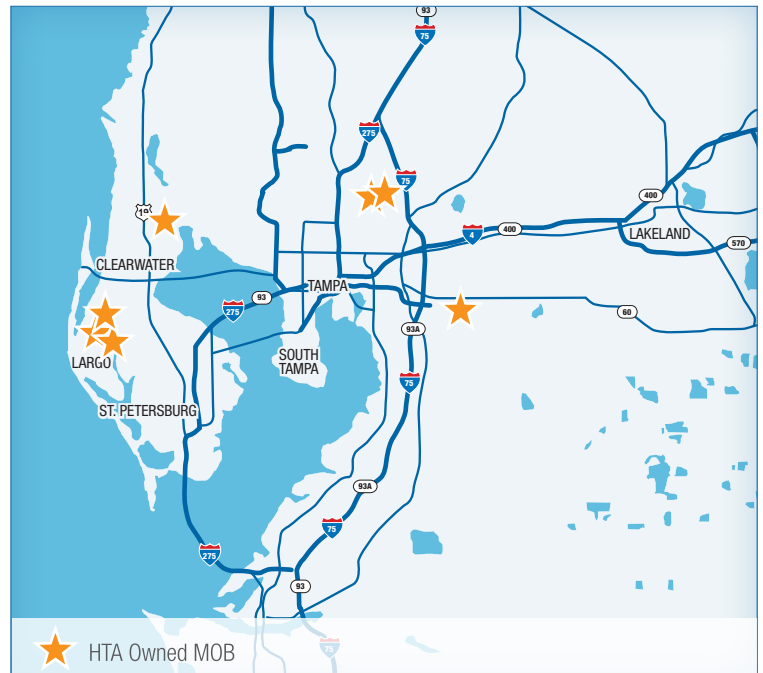 93
75
275
75
19
400
400
4
LAKELAND
570
CLEARWATER
TAMPA
93
275
60
93A
SOUTH
TAMPA
LARGO
75
ST. PETERSBURG
93A
75
275
93
75
HTA Owned MOB